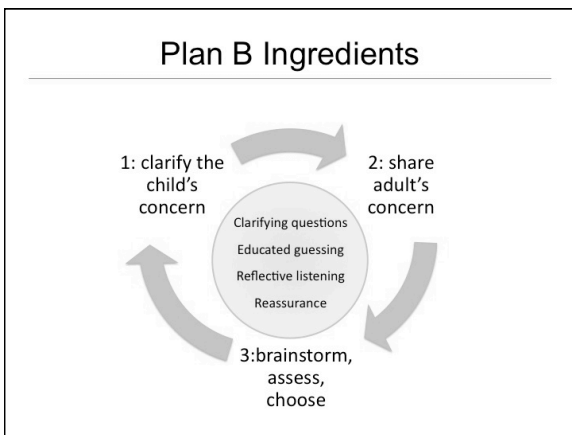 Plan B Ingredients
1: clarify the
child's
concern
2: share
adult's
concern
Clarifying questions
Educated guessing
Reflective listening
Reassurance
3:brainstorm,
assess,
choose